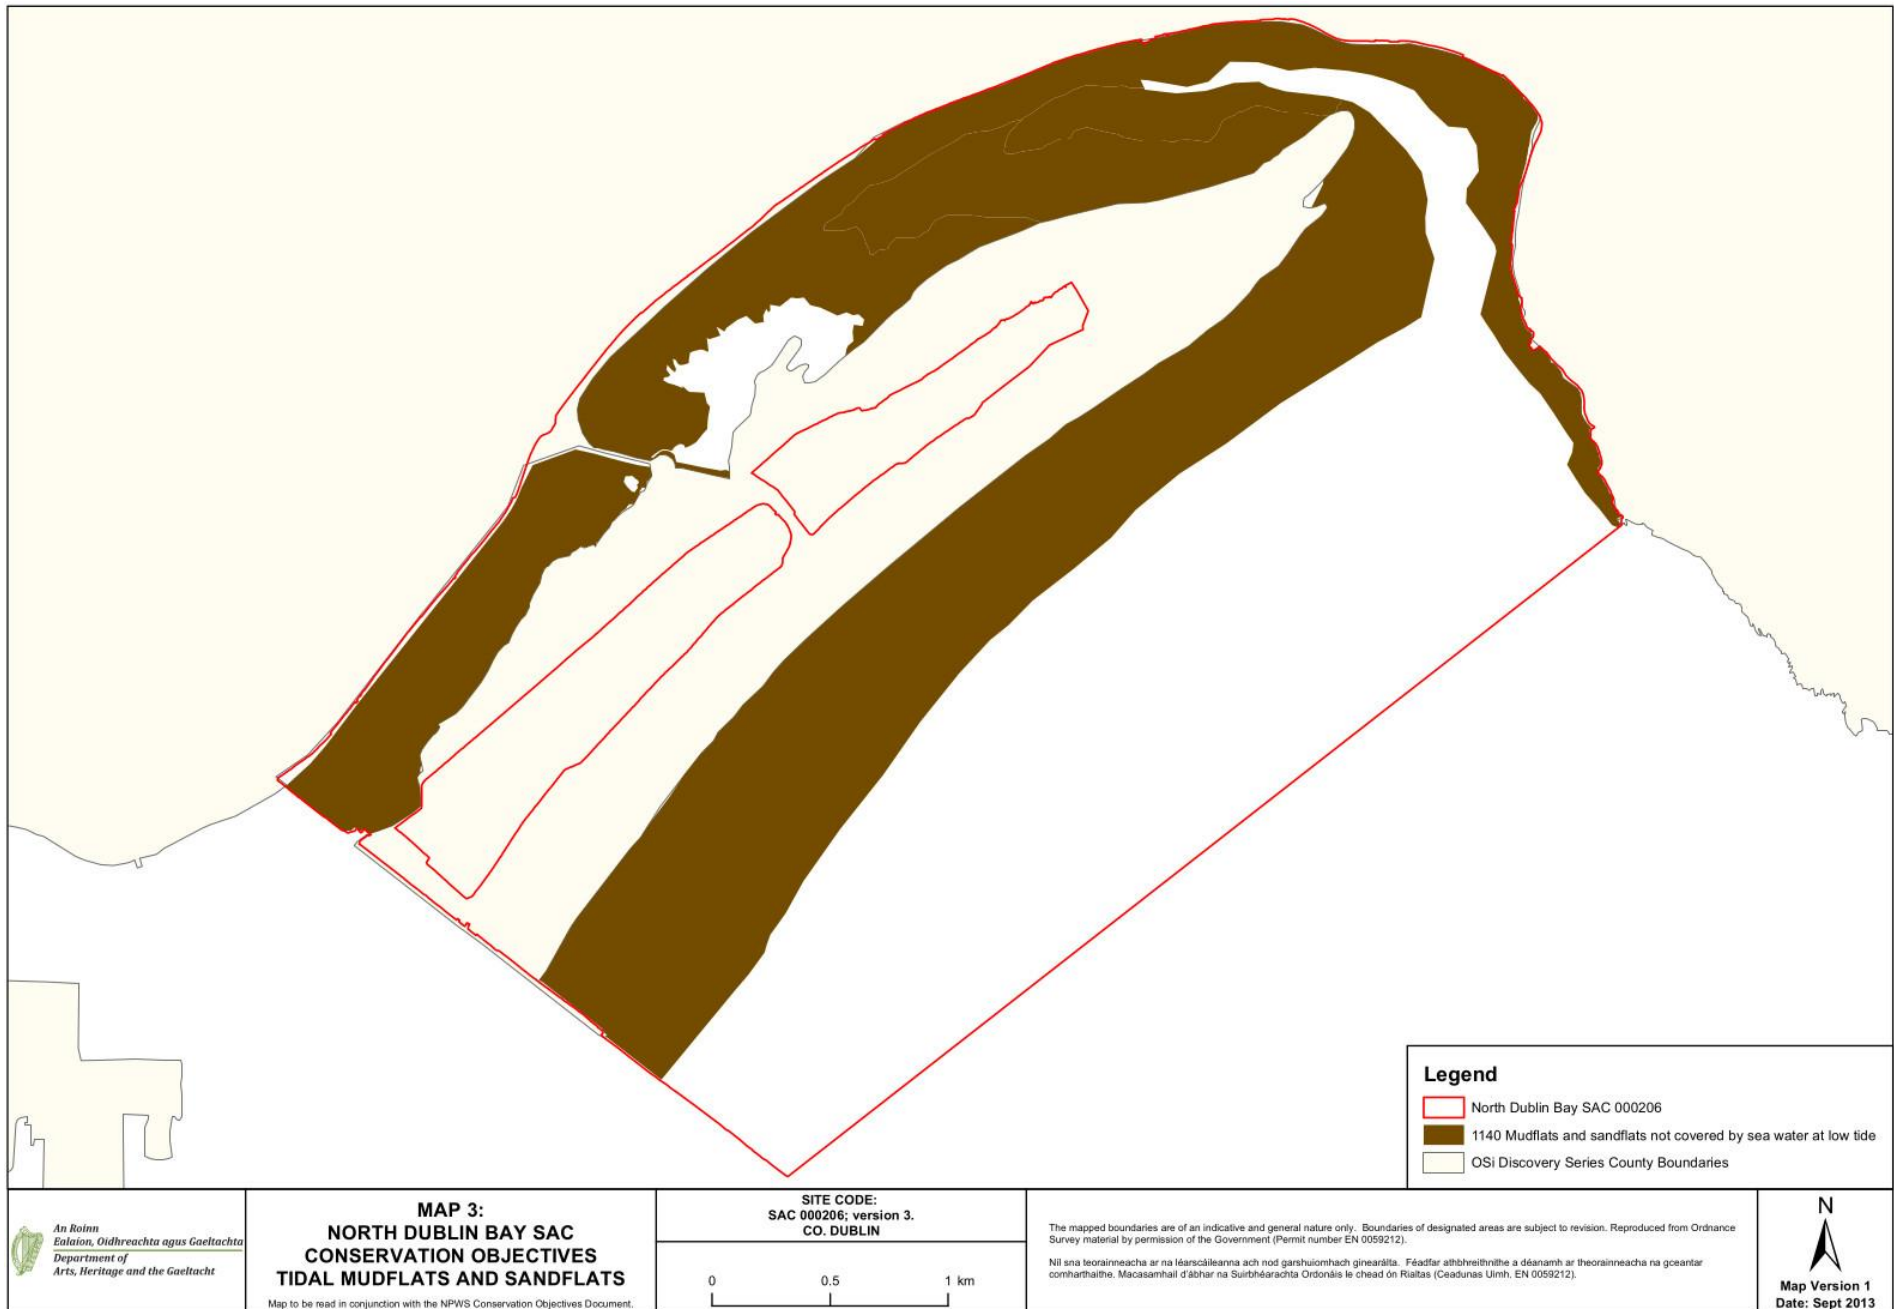 Legend
North Dublin Bay SAC 000206
1140 Mudflats and sandflats not covered by sea water at low tide
OSi Discovery Series County Boundaries
An Roinn
Ealaíon, Oidhreachta agus Gaeltachta
Department of
Arts, Heritage and the Gaeltacht
MAP 3:
NORTH DUBLIN BAY SAC
CONSERVATION OBJECTIVES
TIDAL MUDFLATS AND SANDFLATS
Map to be read in conjunction with the NPWS Conservation Objectives Document.
SITE CODE:
SAC 000206; version 3.
CO. DUBLIN
0 0.5 1 km
The mapped boundaries are of an indicative and general nature only. Boundaries of designated areas are subject to revision. Reproduced from Ordnance
Survey material by permission of the Government (Permit number EN 0059212).
Níl sna teorainneacha ar na léarscáileanna ach nod garshuiomhach ginearálta. Féadfar athbhreithnithe a déanamh ar theorainneacha na gceantar
comharthaithe. Macasamhail d'ábhar na Suirbhéarachta Ordonáis le chead ón Rialtas (Ceadunas Uimh. EN 0059212).
N
Map Version 1
Date: Sept 2013